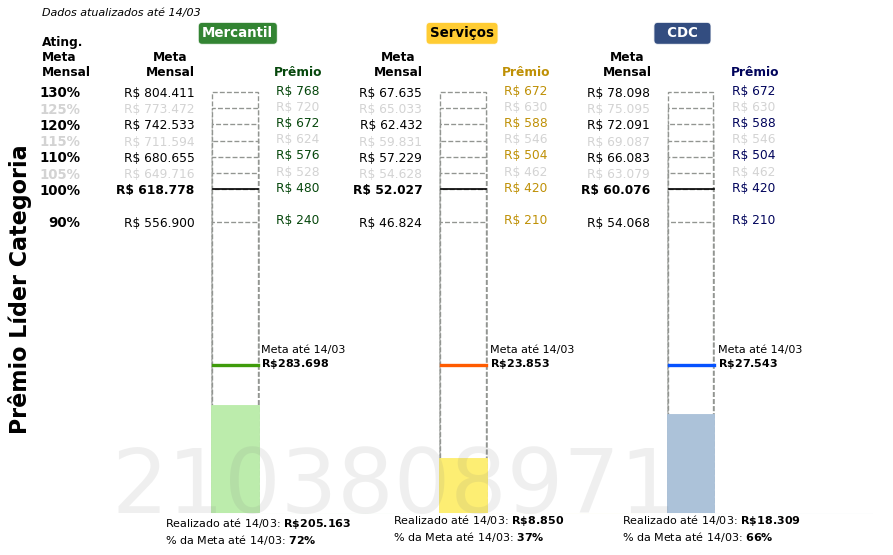 Dados atualizados até 14/03
Mercantil Serviços CDC
Ating. Meta Mensal Meta Mensal Prêmio Meta Mensal Prêmio Meta Mensal Prêmio
130% R$ 804.411 R$ 768 R$ 67.635 R$ 672 R$ 78.098 R$ 672
125% R$ 773.472 R$ 720 R$ 65.033 R$ 630 R$ 75.095 R$ 630
120% R$ 742.533 R$ 672 R$ 62.432 R$ 588 R$ 72.091 R$ 588
115% R$ 711.594 R$ 624 R$ 59.831 R$ 546 R$ 69.087 R$ 546
110% R$ 680.655 R$ 576 R$ 57.229 R$ 504 R$ 66.083 R$ 504
105% R$ 649.716 R$ 528 R$ 54.628 R$ 462 R$ 63.079 R$ 462
100% R$ 618.778 R$ 480 R$ 52.027 R$ 420 R$ 60.076 R$ 420
90% R$ 556.900 R$ 240 R$ 46.824 R$ 210 R$ 54.068 R$ 210
Prêmio Líder Categoria
Meta até 14/03 Meta até 14/03 Meta até 14/03
R$283.698 R$23.853 R$27.543
21038088971
Realizado até 14/03: R$205.163 Realizado até 14/03: R$8.850 Realizado até 14/03: R$18.309
% da Meta até 14/03: 72% % da Meta até 14/03: 37% % da Meta até 14/03: 66%